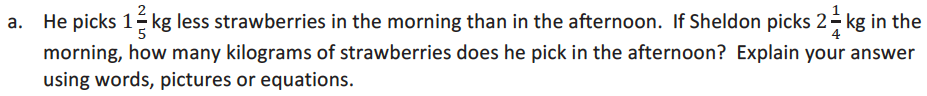 a. He picks 1 2/5 kg less strawberries in the morning than in the afternoon. If Sheldon picks 2 1/4 kg in the
morning, how many kilograms of strawberries does he pick in the afternoon? Explain your answer
using words, pictures or equations.